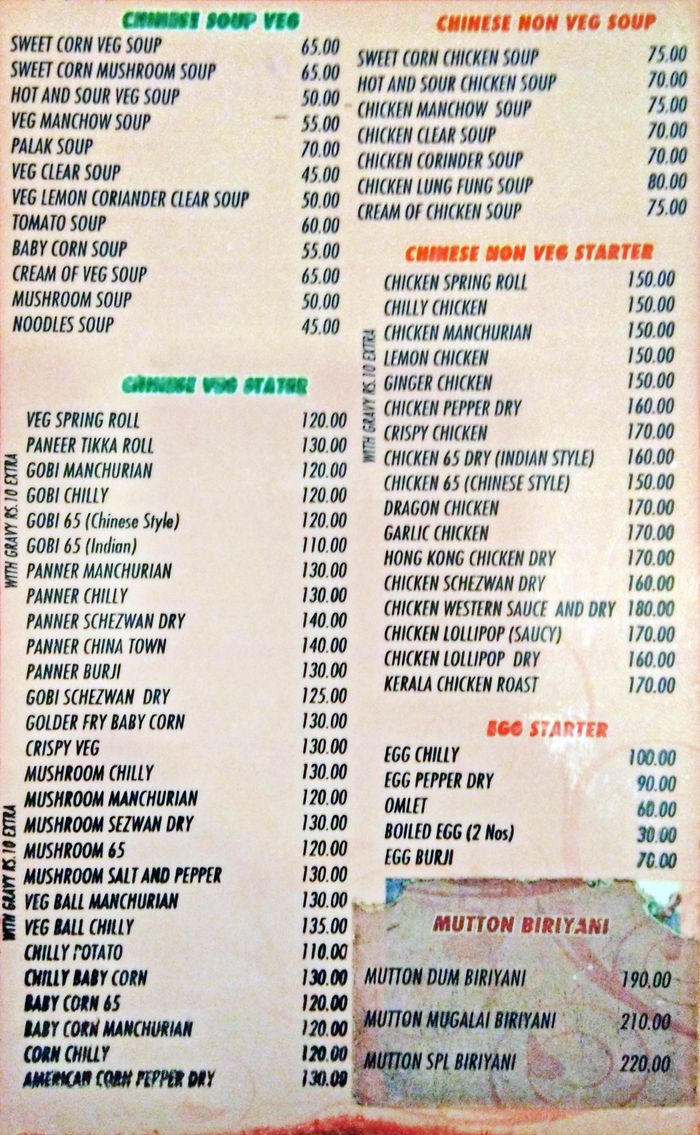 CHINESE SOUP VEG
SWEET CORN VEG SOUP 65.00
SWEET CORN MUSHROOM SOUP 65.00
HOT AND SOUR VEG SOUP 50.00
VEG MANCHOW SOUP 55.00
PALAK SOUP 70.00
VEG CLEAR SOUP 45.00
VEG LEMON CORIANDER CLEAR SOUP 50.00
TOMATO SOUP 60.00
BABY CORN SOUP 55.00
CREAM OF VEG SOUP 65.00
MUSHROOM SOUP 50.00
NOODLES SOUP 45.00
CHINESE VEG STATER
WITH GRAVY RS.10 EXTRA
VEG SPRING ROLL 120.00
PANEER TIKKA ROLL 130.00
GOBI MANCHURIAN 120.00
GOBI CHILLY 120.00
GOBI 65 (Chinese Style) 120.00
GOBI 65 (Indian) 110.00
PANNER MANCHURIAN 130.00
PANNER CHILLY 130.00
PANNER SCHEZWAN DRY 140.00
PANNER CHINA TOWN 140.00
PANNER BURJI 130.00
GOBI SCHEZWAN DRY 125.00
GOLDER FRY BABY CORN 130.00
CRISPY VEG 130.00
WITH GRAVY RS.10 EXTRA
MUSHROOM CHILLY 130.00
MUSHROOM MANCHURIAN 120.00
MUSHROOM SEZWAN DRY 130.00
MUSHROOM 65 120.00
MUSHROOM SALT AND PEPPER 130.00
VEG BALL MANCHURIAN 130.00
VEG BALL CHILLY 135.00
CHILLY POTATO 110.00
CHILLY BABY CORN 130.00
BABY CORN 65 120.00
BABY CORN MANCHURIAN 120.00
CORN CHILLY 120.00
AMERICAN CORN PEPPER DRY 130.00
CHINESE NON VEG SOUP
SWEET CORN CHICKEN SOUP 75.00
HOT AND SOUR CHICKEN SOUP 70.00
CHICKEN MANCHOW SOUP 75.00
CHICKEN CLEAR SOUP 70.00
CHICKEN CORINDER SOUP 70.00
CHICKEN LUNG FUNG SOUP 80.00
CREAM OF CHICKEN SOUP 75.00
CHINESE NON VEG STARTER
WITH GRAVY RS.10 EXTRA
CHICKEN SPRING ROLL 150.00
CHILLY CHICKEN 150.00
CHICKEN MANCHURIAN 150.00
LEMON CHICKEN 150.00
GINGER CHICKEN 150.00
CHICKEN PEPPER DRY 160.00
CRISPY CHICKEN 170.00
CHICKEN 65 DRY (INDIAN STYLE) 160.00
CHICKEN 65 (CHINESE STYLE) 150.00
DRAGON CHICKEN 170.00
GARLIC CHICKEN 170.00
HONG KONG CHICKEN DRY 170.00
CHICKEN SCHEZWAN DRY 160.00
CHICKEN WESTERN SAUCE AND DRY 180.00
CHICKEN LOLLIPOP (SAUCY) 170.00
CHICKEN LOLLIPOP DRY 160.00
KERALA CHICKEN ROAST 170.00
EGG STARTER
EGG CHILLY 100.00
EGG PEPPER DRY 90.00
OMLET 60.00
BOILED EGG (2 Nos) 30.00
EGG BURJI 70.00
MUTTON BIRIYANI
MUTTON DUM BIRIYANI 190.00
MUTTON MUGALAI BIRIYANI 210.00
MUTTON SPL BIRIYANI 220.00